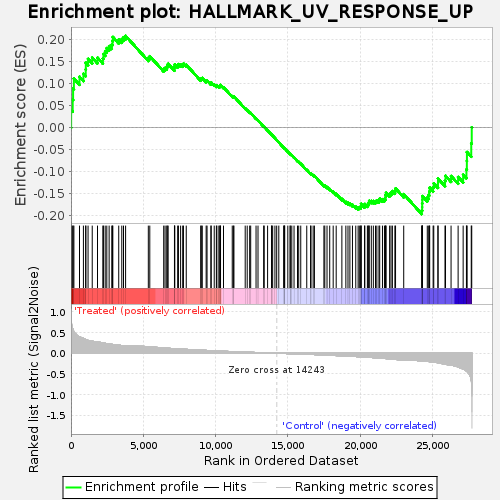 Enrichment plot: HALLMARK_UV_RESPONSE_UP
Enrichment score (ES)
0.20
0.15
0.10
0.05
0.00
-0.05
-0.10
-0.15
-0.20
Ranked list metric (Signal2Noise)
1.0
0.5
0.0
-0.5
-1.0
-1.5
'Treated' (positively correlated)
Zero cross at 14243
'Control' (negatively correlated)
0
5,000
10,000
15,000
20,000
25,000
Rank in Ordered Dataset
Enrichment profile
Hits
Ranking metric scores